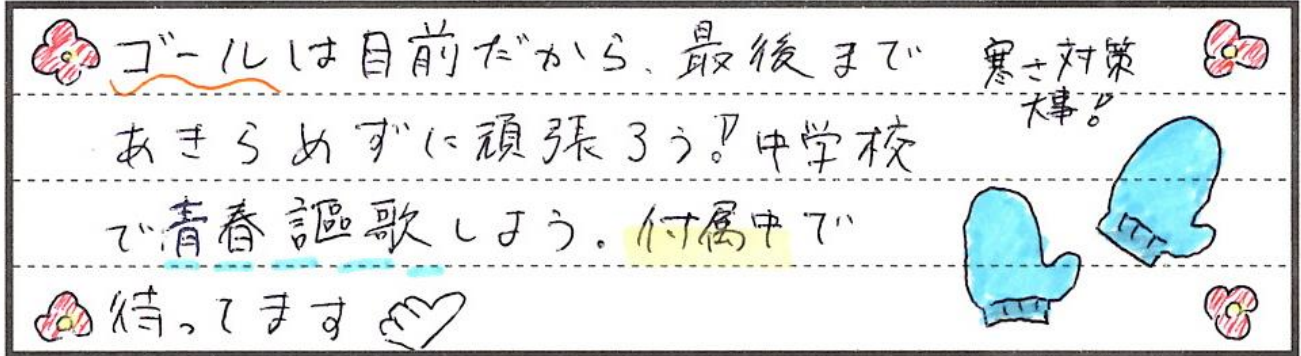 ゴールは目前だから、最後まで
あきらめずに頑張ろう!中学校
で青春謳歌しよう。付属中で
待ってます
寒さ対策
大事!